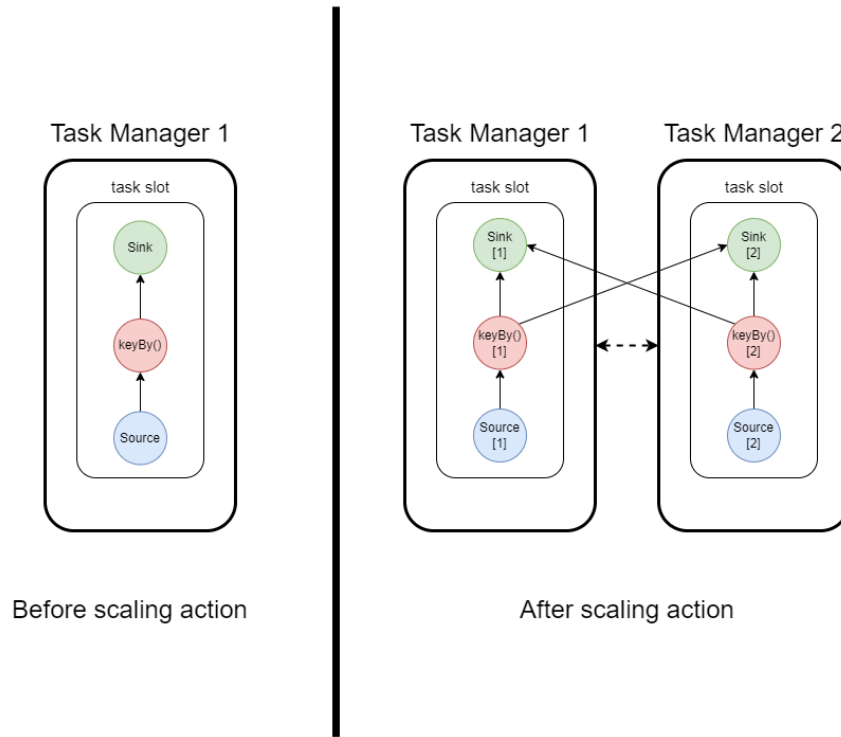 Task Manager 1
task slot
Sink
keyBy()
Source
Before scaling action
Task Manager 1
task slot
Sink
[1]
keyBy()
[1]
Source
[1]
Task Manager 2
task slot
Sink
[2]
keyBy()
[2]
Source
[2]
After scaling action